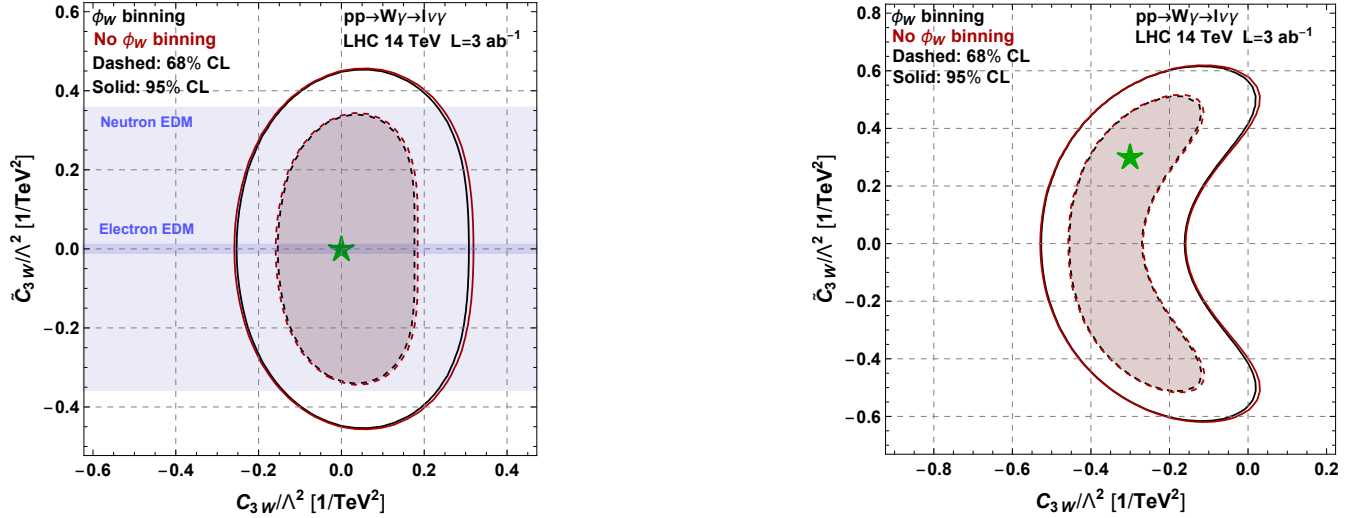 ϕW binning
No ϕW binning
Dashed: 68% CL
Solid: 95% CL
pp→Wγ→lνγ
LHC 14 TeV L=3 ab−1
Neutron EDM
Electron EDM
0.6
0.4
0.2
0.0
−0.2
−0.4
C̃3W/Λ2 [1/TeV2]
−0.6 −0.4 −0.2 0.0 0.2 0.4
C3W/Λ2 [1/TeV2]
ϕW binning
No ϕW binning
Dashed: 68% CL
Solid: 95% CL
pp→Wγ→lνγ
LHC 14 TeV L=3 ab−1
0.8
0.6
0.4
0.2
0.0
−0.2
−0.4
−0.6
C̃3W/Λ2 [1/TeV2]
−0.8 −0.6 −0.4 −0.2 0.0 0.2
C3W/Λ2 [1/TeV2]